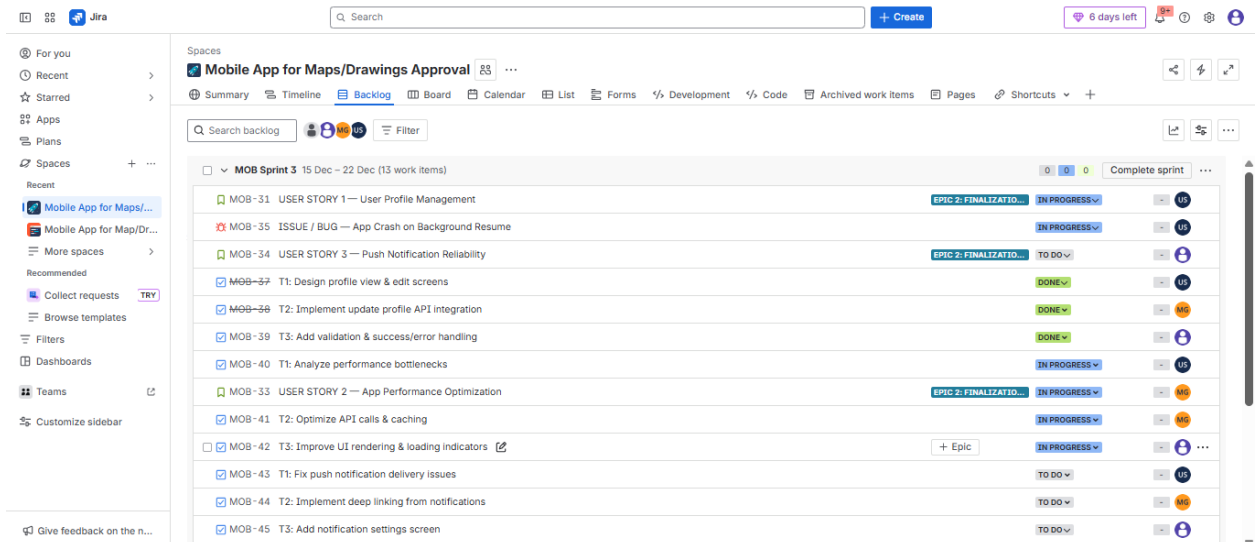 Jira
Search
+ Create
6 days left
9+
For you
Recent
Starred
Apps
Plans
Spaces
Recent
Mobile App for Maps/...
Mobile App for Map/Dr...
More spaces
Recommended
Collect requests TRY
Browse templates
Filters
Dashboards
Teams
Customize sidebar
Give feedback on the n...
Spaces
Mobile App for Maps/Drawings Approval
Summary Timeline Backlog Board Calendar List Forms Development Code Archived work items Pages Shortcuts
Search backlog MG US Filter
MOB Sprint 3 15 Dec – 22 Dec (13 work items) 0 0 0 Complete sprint
MOB-31 USER STORY 1 — User Profile Management EPIC 2: FINALIZATIO... IN PROGRESS - US
MOB-35 ISSUE / BUG — App Crash on Background Resume IN PROGRESS - US
MOB-34 USER STORY 3 — Push Notification Reliability EPIC 2: FINALIZATIO... TO DO -
MOB-37 T1: Design profile view & edit screens DONE - US
MOB-38 T2: Implement update profile API integration DONE - MG
MOB-39 T3: Add validation & success/error handling DONE -
MOB-40 T1: Analyze performance bottlenecks IN PROGRESS - US
MOB-33 USER STORY 2 — App Performance Optimization EPIC 2: FINALIZATIO... IN PROGRESS - MG
MOB-41 T2: Optimize API calls & caching IN PROGRESS - MG
MOB-42 T3: Improve UI rendering & loading indicators + Epic IN PROGRESS -
MOB-43 T1: Fix push notification delivery issues TO DO - US
MOB-44 T2: Implement deep linking from notifications TO DO - MG
MOB-45 T3: Add notification settings screen TO DO -